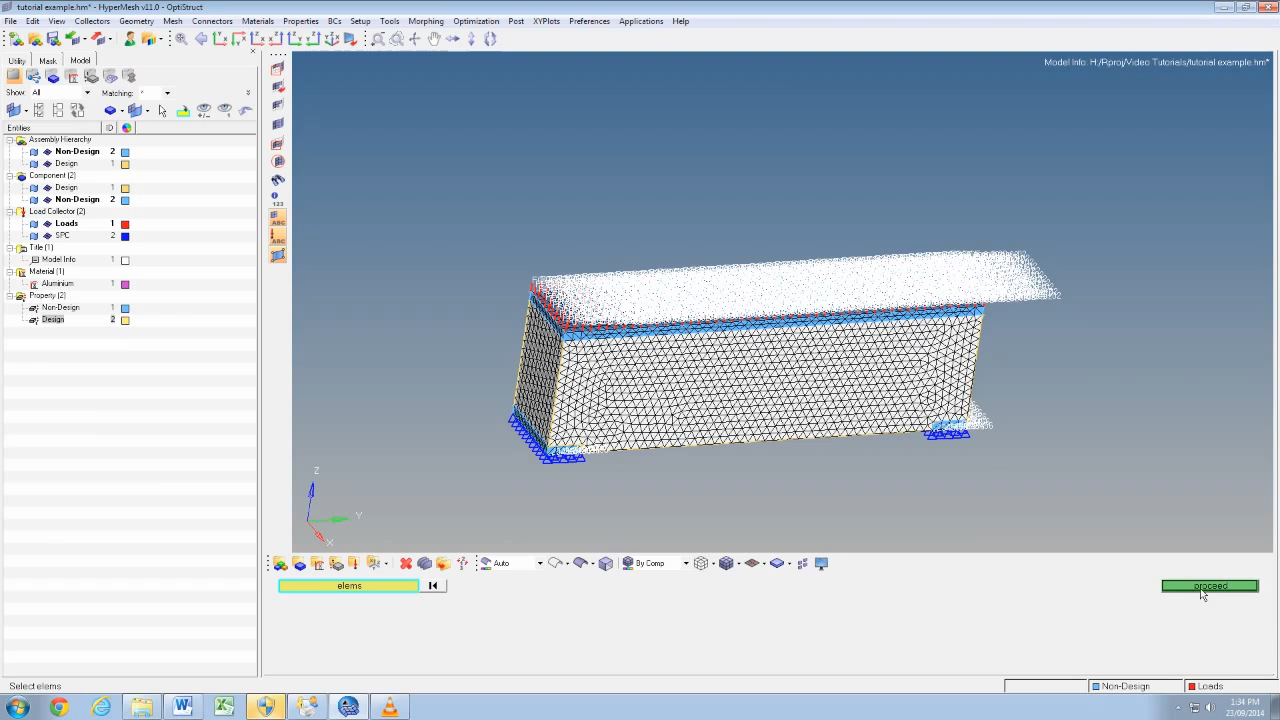 tutorial example.hm* - HyperMesh v11.0 - OptiStruct
File Edit View Collectors Geometry Mesh Connectors Materials Properties BCs Setup Tools Morphing Optimization Post XYPlots Preferences Applications Help
Utility Mask Model
Model Info: H:/Rproj/Video Tutorials/tutorial example.hm*
Show: All Matching: *
Entities ID
Assembly Hierarchy
Non-Design 2
Design 1
Component (2)
Design 1
Non-Design 2
Load Collector (2)
Loads 1
SPC 2
Title (1)
Model Info 1
Material (1)
Aluminium 1
Property (2)
Non-Design 1
Design 2
123
ABC
ABC
Z
Y
X
Auto By Comp
elems proceed
Select elems Non-Design Loads
1:34 PM
23/09/2014